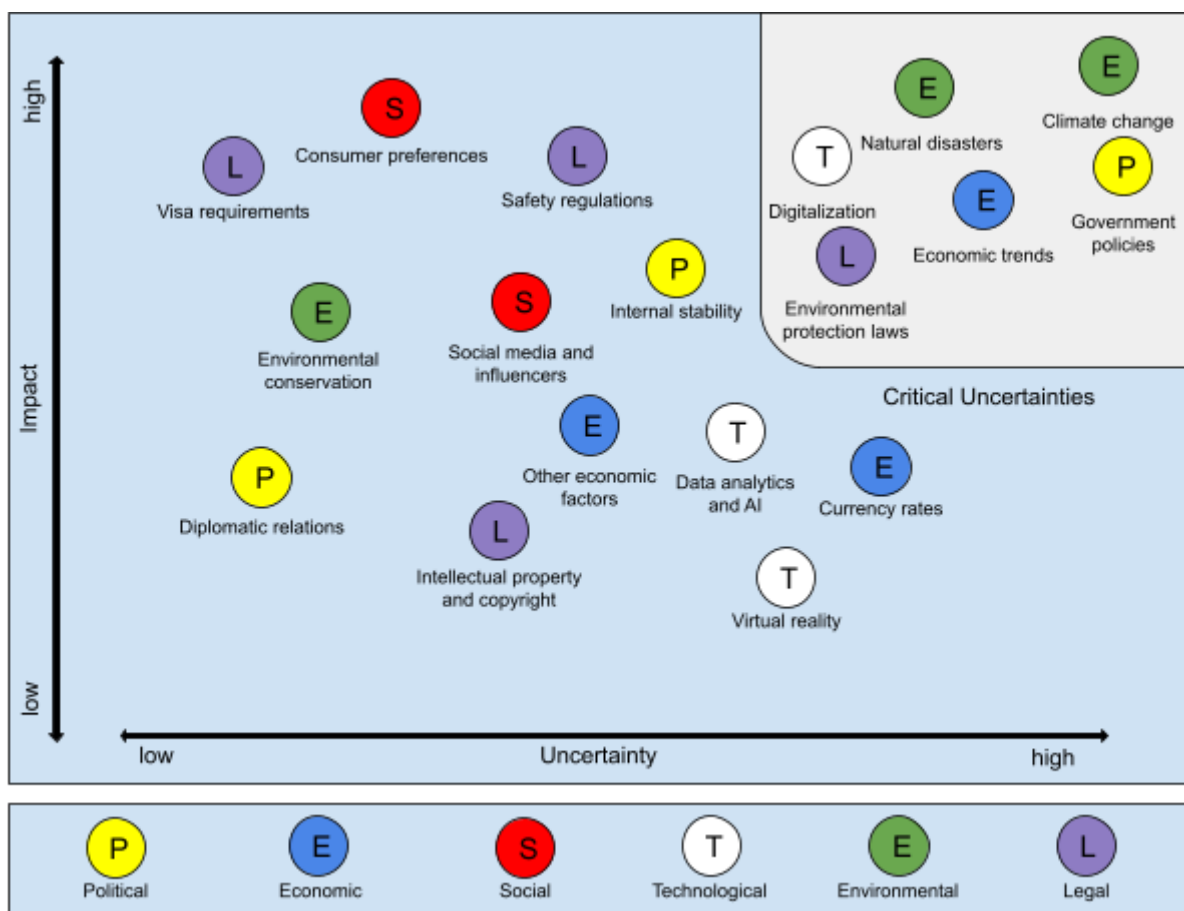 high
Impact
low
S
Consumer preferences
L
Visa requirements
L
Safety regulations
E
Natural disasters
E
Climate change
T
Digitalization
P
Government
policies
E
Economic trends
L
Environmental
protection laws
P
Internal stability
E
Environmental
conservation
S
Social media and
influencers
Critical Uncertainties
E
Other economic
factors
T
Data analytics
and AI
E
Currency rates
P
Diplomatic relations
L
Intellectual property
and copyright
T
Virtual reality
low
Uncertainty
high
P
Political
E
Economic
S
Social
T
Technological
E
Environmental
L
Legal